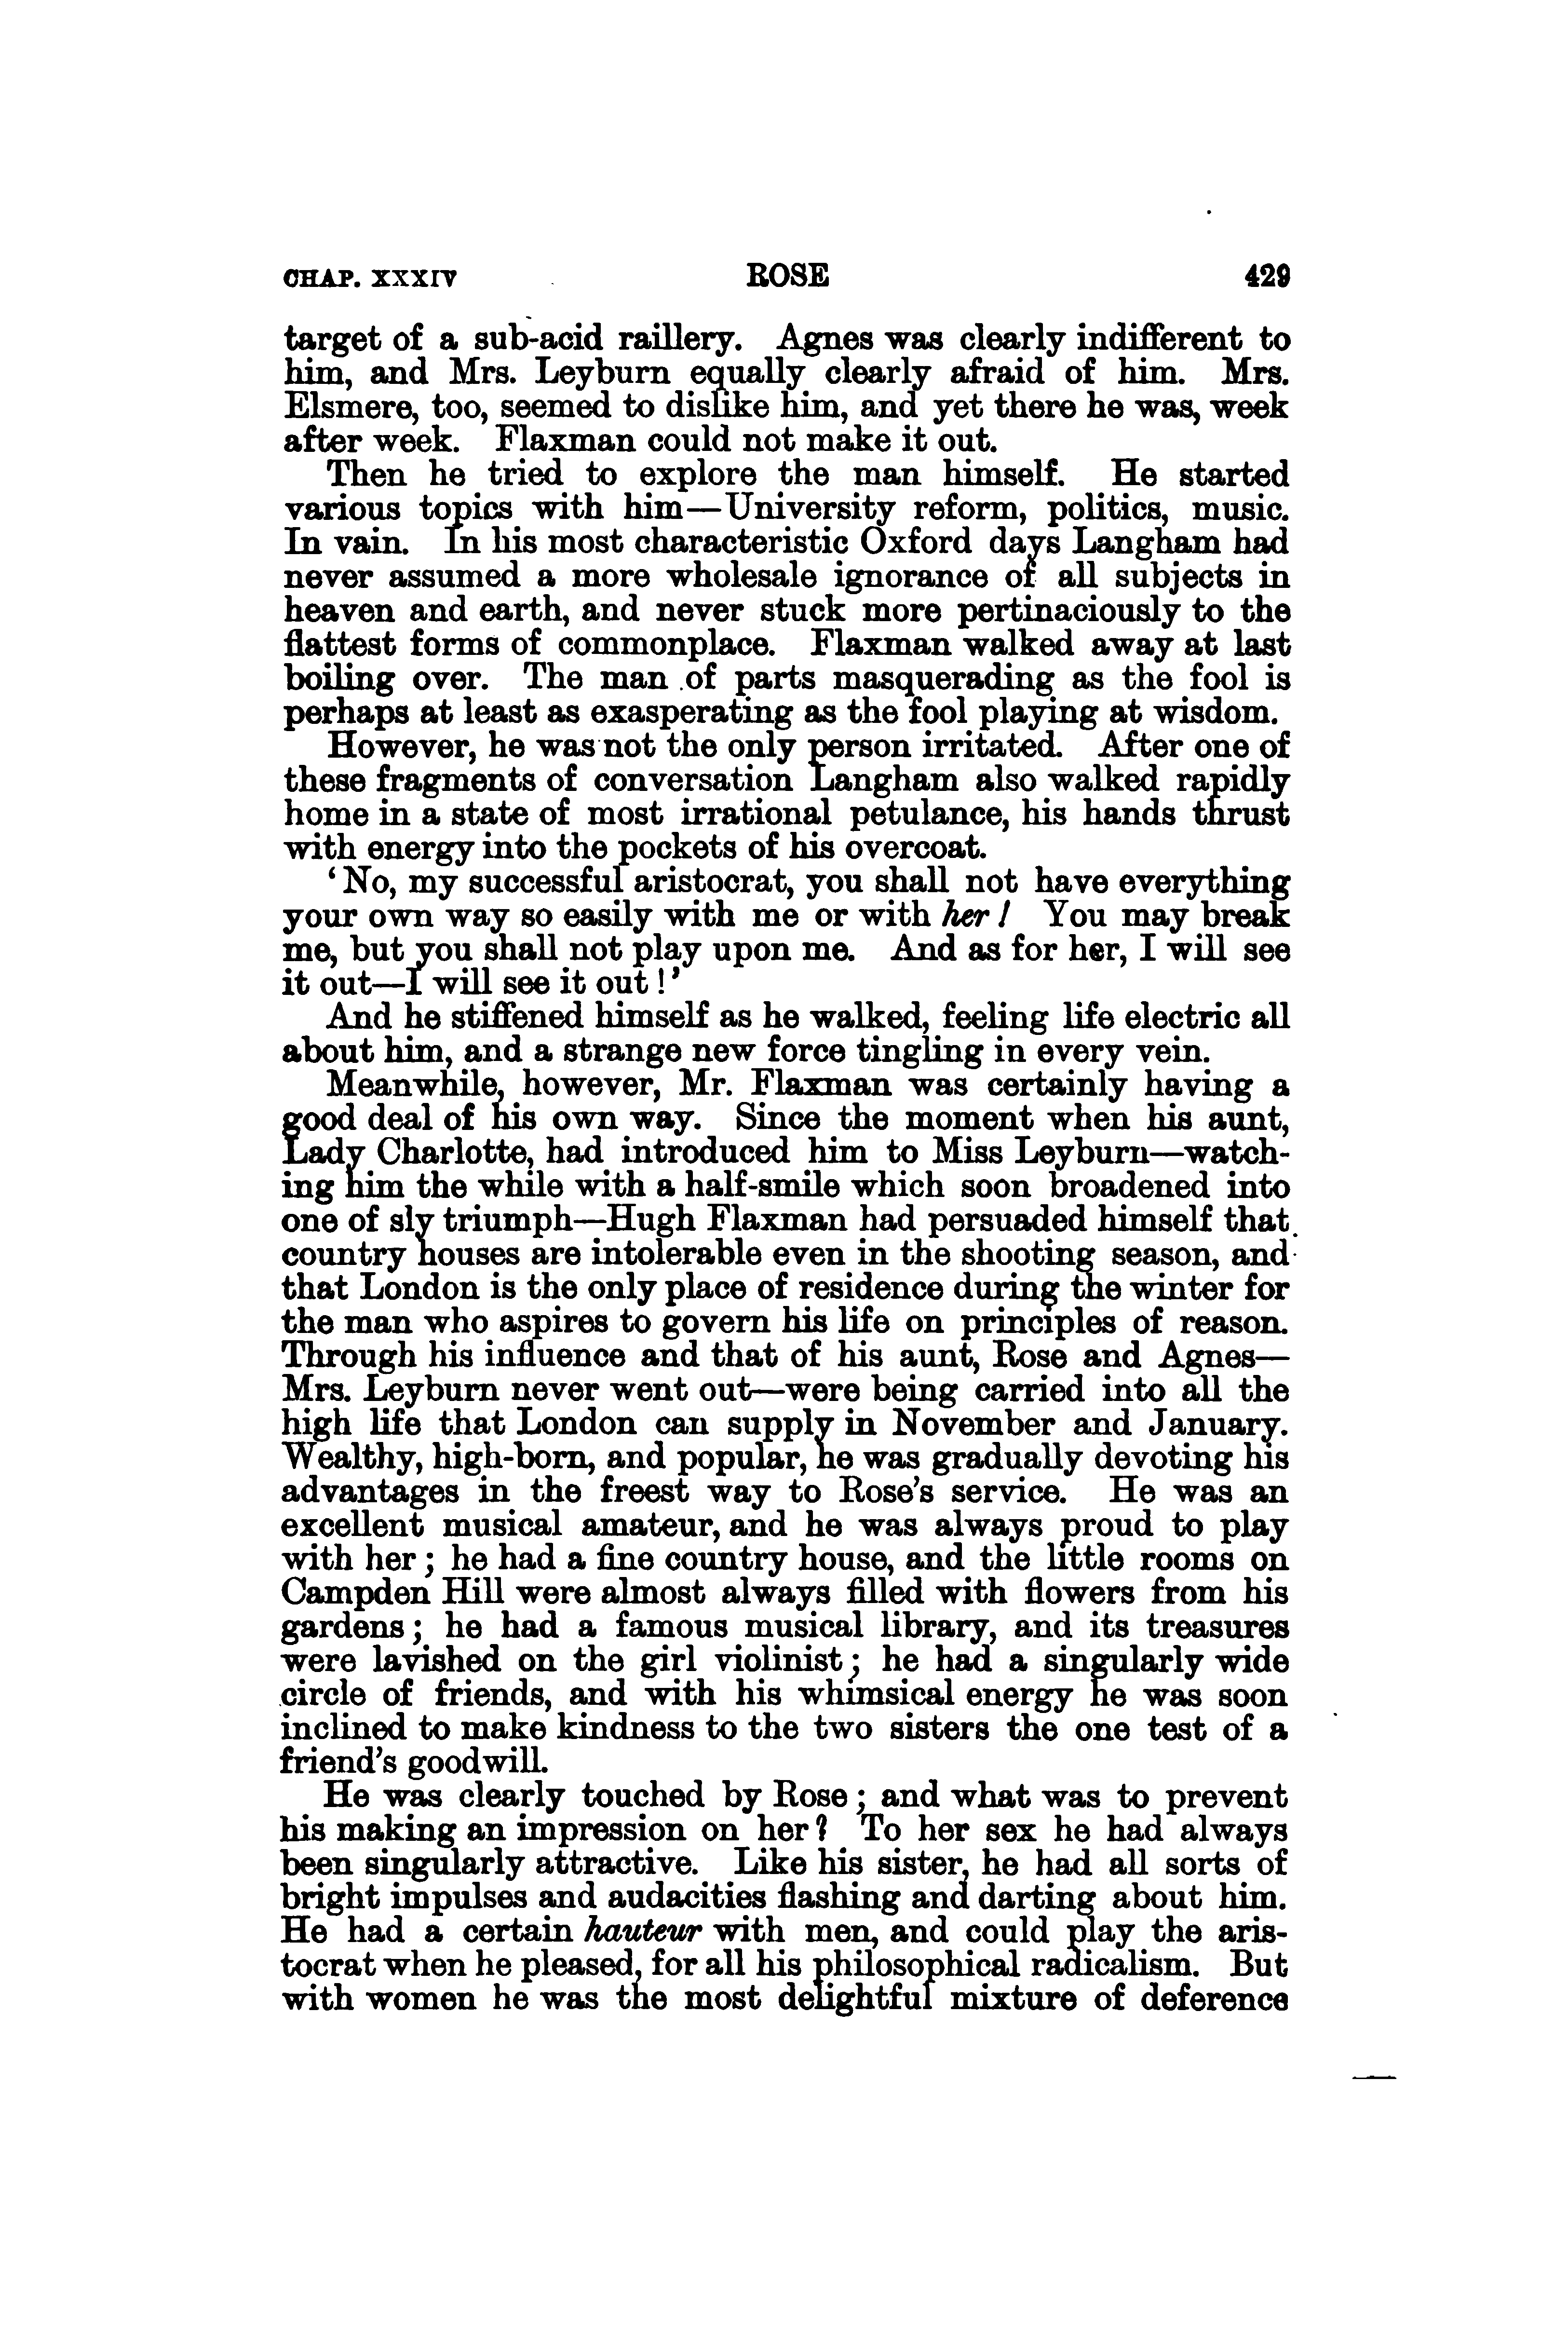 CHAP. XXXIV ROSE 429
target of a sub-acid raillery. Agnes was clearly indifferent to
him, and Mrs. Leyburn equally clearly afraid of him. Mrs.
Elsmere, too, seemed to dislike him, and yet there he was, week
after week. Flaxman could not make it out.
Then he tried to explore the man himself. He started
various topics with him—University reform, politics, music.
In vain. In his most characteristic Oxford days Langham had
never assumed a more wholesale ignorance of all subjects in
heaven and earth, and never stuck more pertinaciously to the
flattest forms of commonplace. Flaxman walked away at last
boiling over. The man of parts masquerading as the fool is
perhaps at least as exasperating as the fool playing at wisdom.
However, he was not the only person irritated. After one of
these fragments of conversation Langham also walked rapidly
home in a state of most irrational petulance, his hands thrust
with energy into the pockets of his overcoat.
‘No, my successful aristocrat, you shall not have everything
your own way so easily with me or with her! You may break
me, but you shall not play upon me. And as for her, I will see
it out—I will see it out!’
And he stiffened himself as he walked, feeling life electric all
about him, and a strange new force tingling in every vein.
Meanwhile, however, Mr. Flaxman was certainly having a
good deal of his own way. Since the moment when his aunt,
Lady Charlotte, had introduced him to Miss Leyburn—watch-
ing him the while with a half-smile which soon broadened into
one of sly triumph—Hugh Flaxman had persuaded himself that
country houses are intolerable even in the shooting season, and
that London is the only place of residence during the winter for
the man who aspires to govern his life on principles of reason.
Through his influence and that of his aunt, Rose and Agnes—
Mrs. Leyburn never went out—were being carried into all the
high life that London can supply in November and January.
Wealthy, high-born, and popular, he was gradually devoting his
advantages in the freest way to Rose's service. He was an
excellent musical amateur, and he was always proud to play
with her; he had a fine country house, and the little rooms on
Campden Hill were almost always filled with flowers from his
gardens; he had a famous musical library, and its treasures
were lavished on the girl violinist; he had a singularly wide
circle of friends, and with his whimsical energy he was soon
inclined to make kindness to the two sisters the one test of a
friend's goodwill.
He was clearly touched by Rose; and what was to prevent
his making an impression on her? To her sex he had always
been singularly attractive. Like his sister, he had all sorts of
bright impulses and audacities flashing and darting about him.
He had a certain hauteur with men, and could play the aris-
tocrat when he pleased, for all his philosophical radicalism. But
with women he was the most delightful mixture of deference